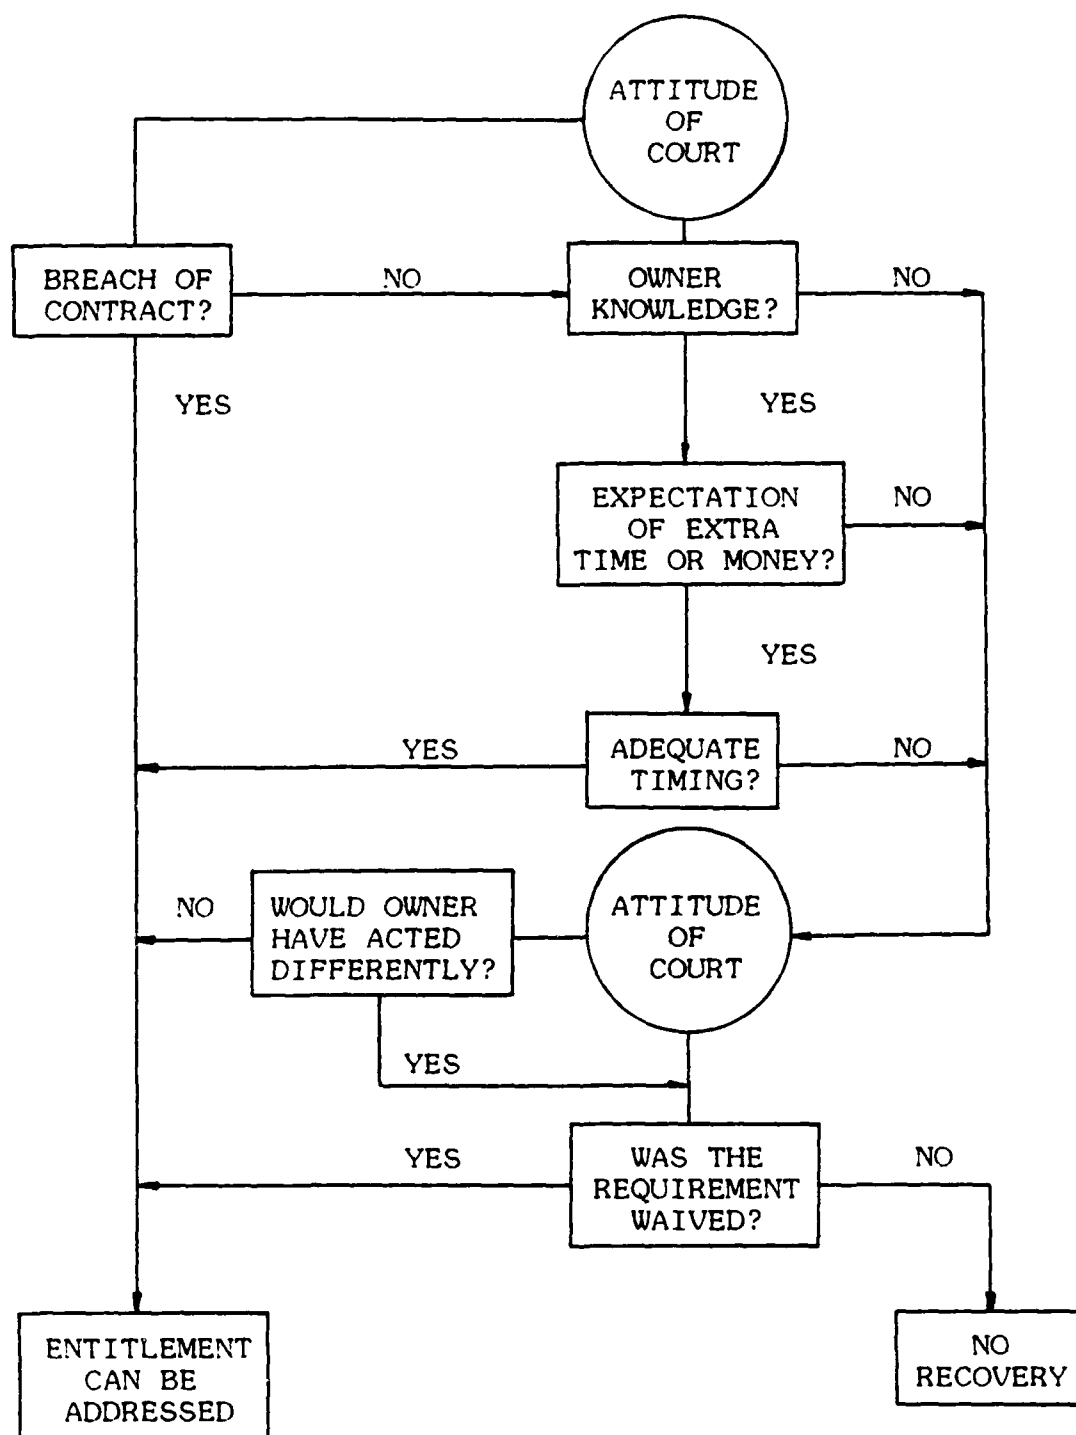 ATTITUDE
OF
COURT
BREACH OF
CONTRACT?
NO
OWNER
KNOWLEDGE?
NO
YES
YES
EXPECTATION
OF EXTRA
TIME OR MONEY?
NO
YES
YES
ADEQUATE
TIMING?
NO
NO
WOULD OWNER
HAVE ACTED
DIFFERENTLY?
ATTITUDE
OF
COURT
YES
YES
WAS THE
REQUIREMENT
WAIVED?
NO
ENTITLEMENT
CAN BE
ADDRESSED
NO
RECOVERY